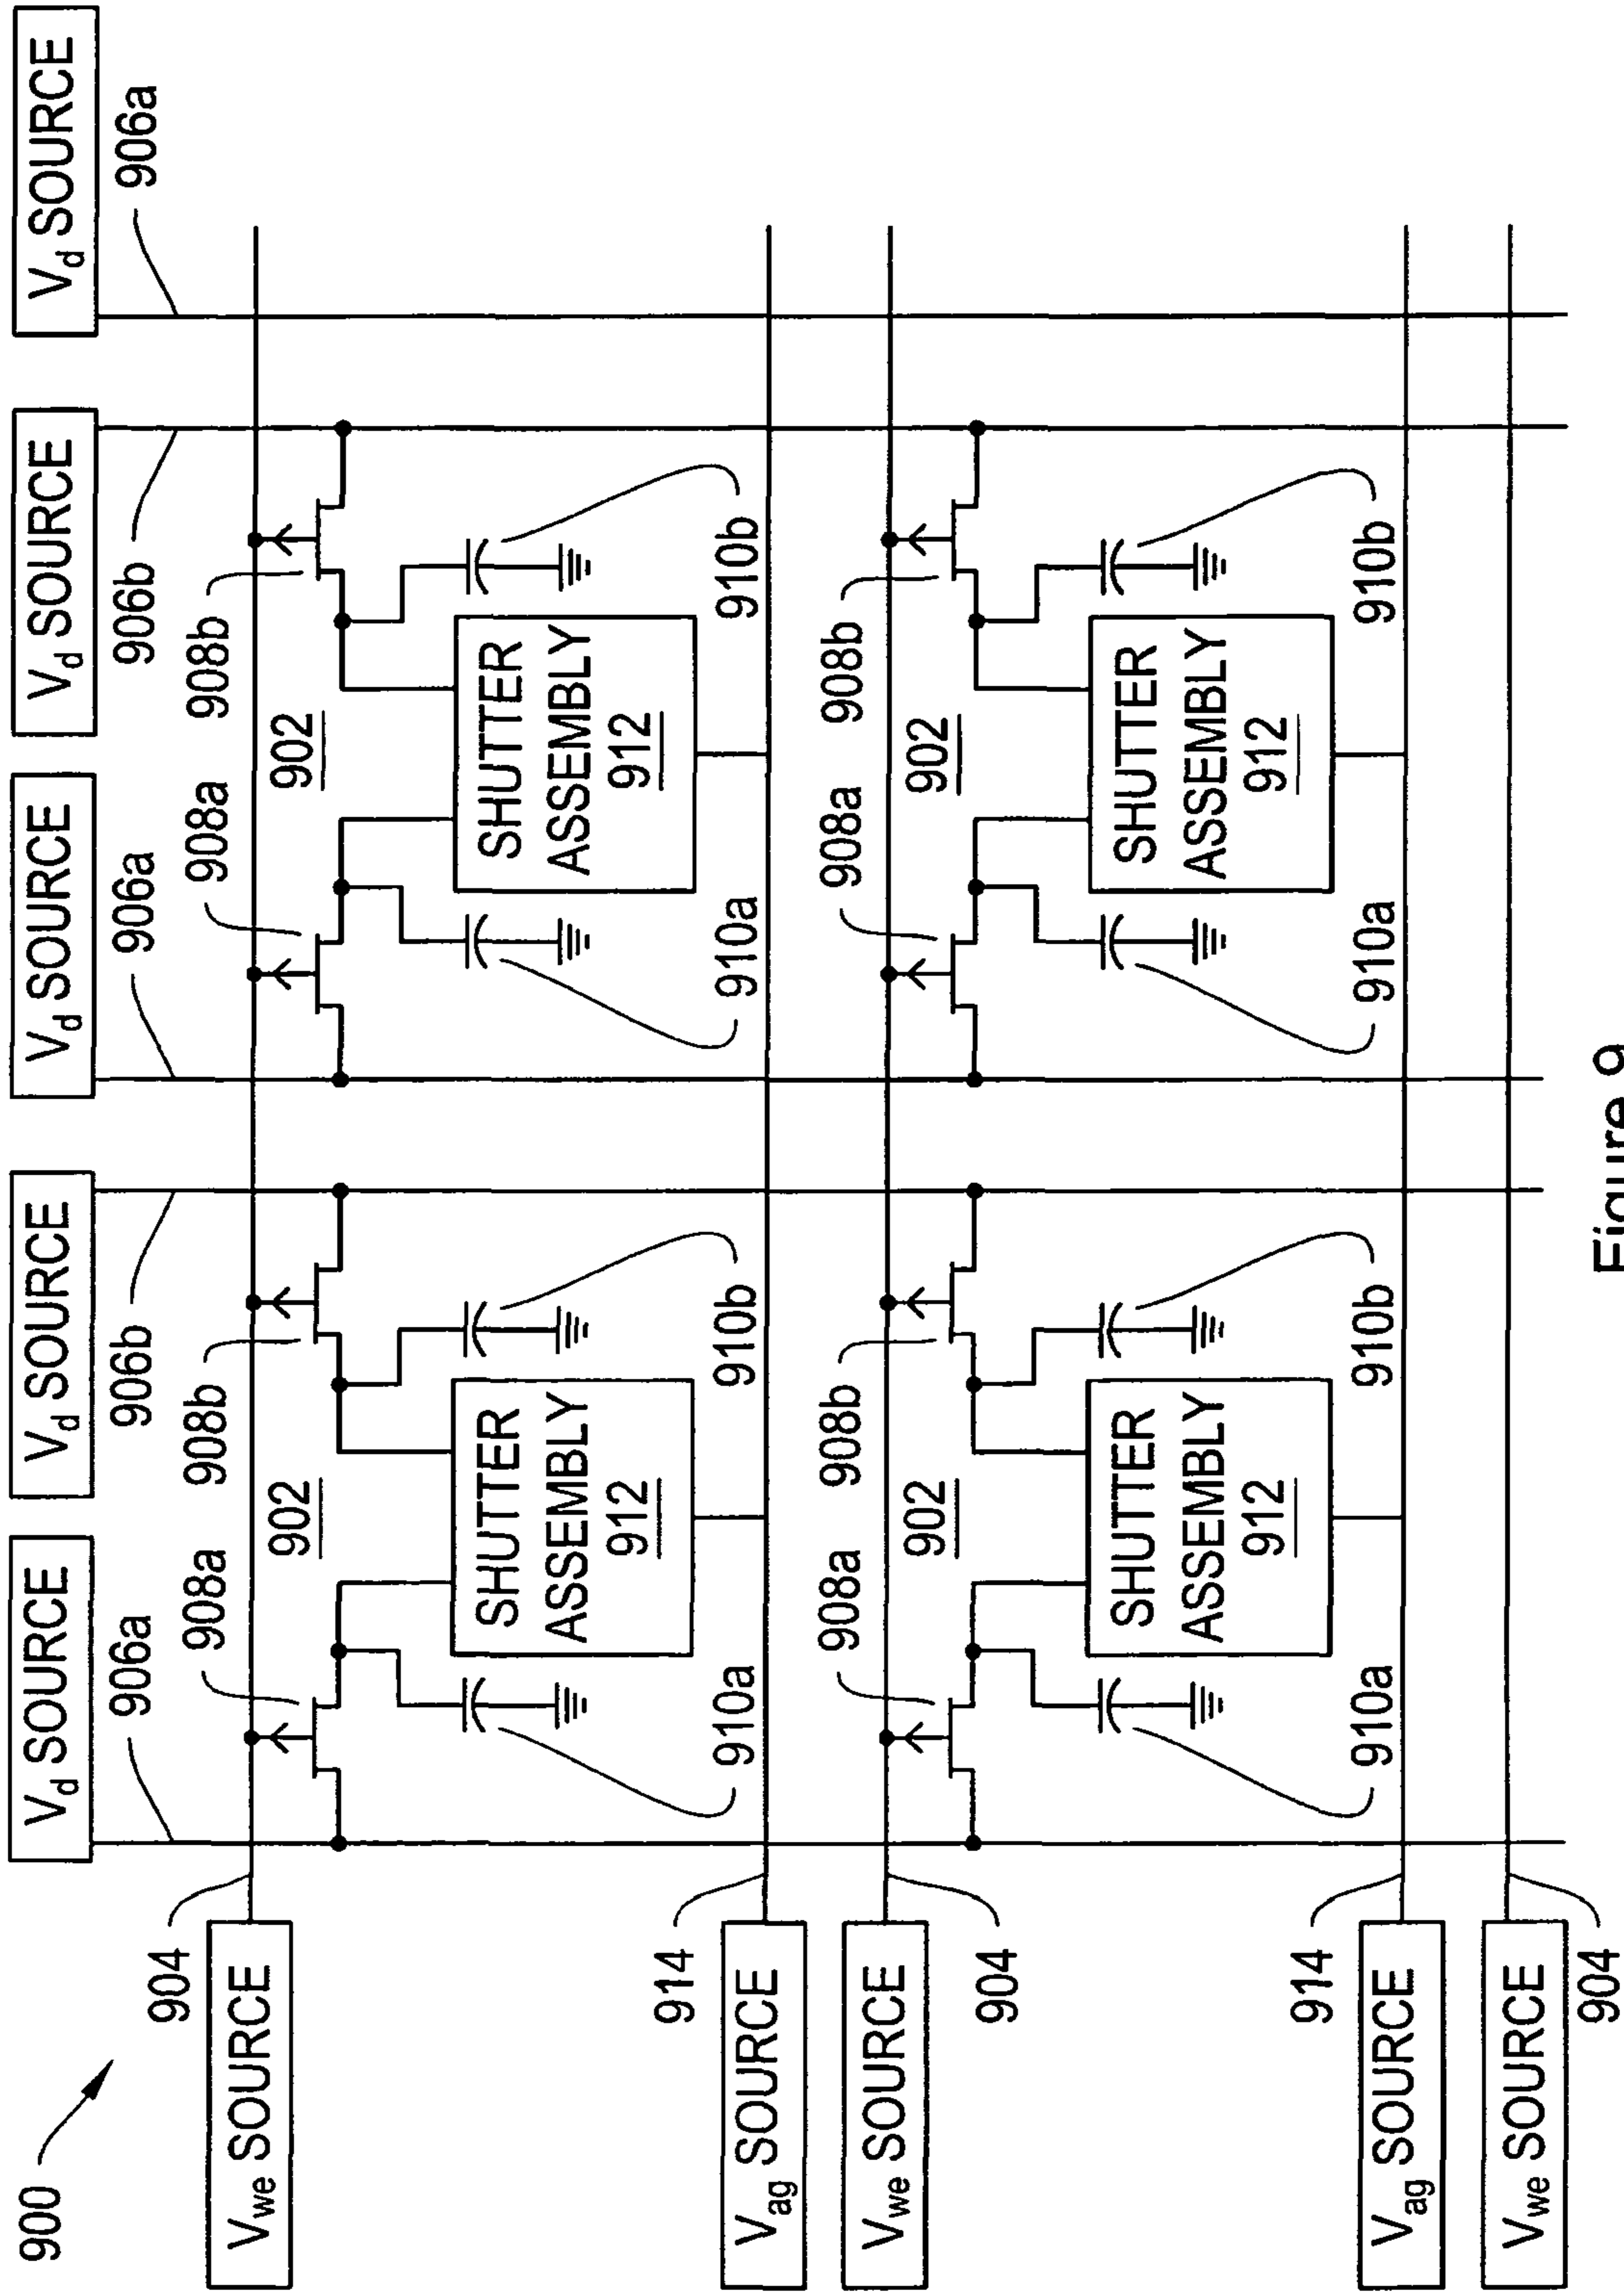 900
V_d SOURCE
V_d SOURCE
V_d SOURCE
V_d SOURCE
V_d SOURCE
906a
906b
906a
906b
906a
904
908a
908b
908a
908b
V_we SOURCE
902
902
SHUTTER
ASSEMBLY
912
SHUTTER
ASSEMBLY
912
914
910a
910b
910a
910b
V_ag SOURCE
908a
908b
908a
908b
V_we SOURCE
902
902
904
SHUTTER
ASSEMBLY
912
SHUTTER
ASSEMBLY
912
914
910a
910b
910a
910b
V_ag SOURCE
V_we SOURCE
904
Figure 9